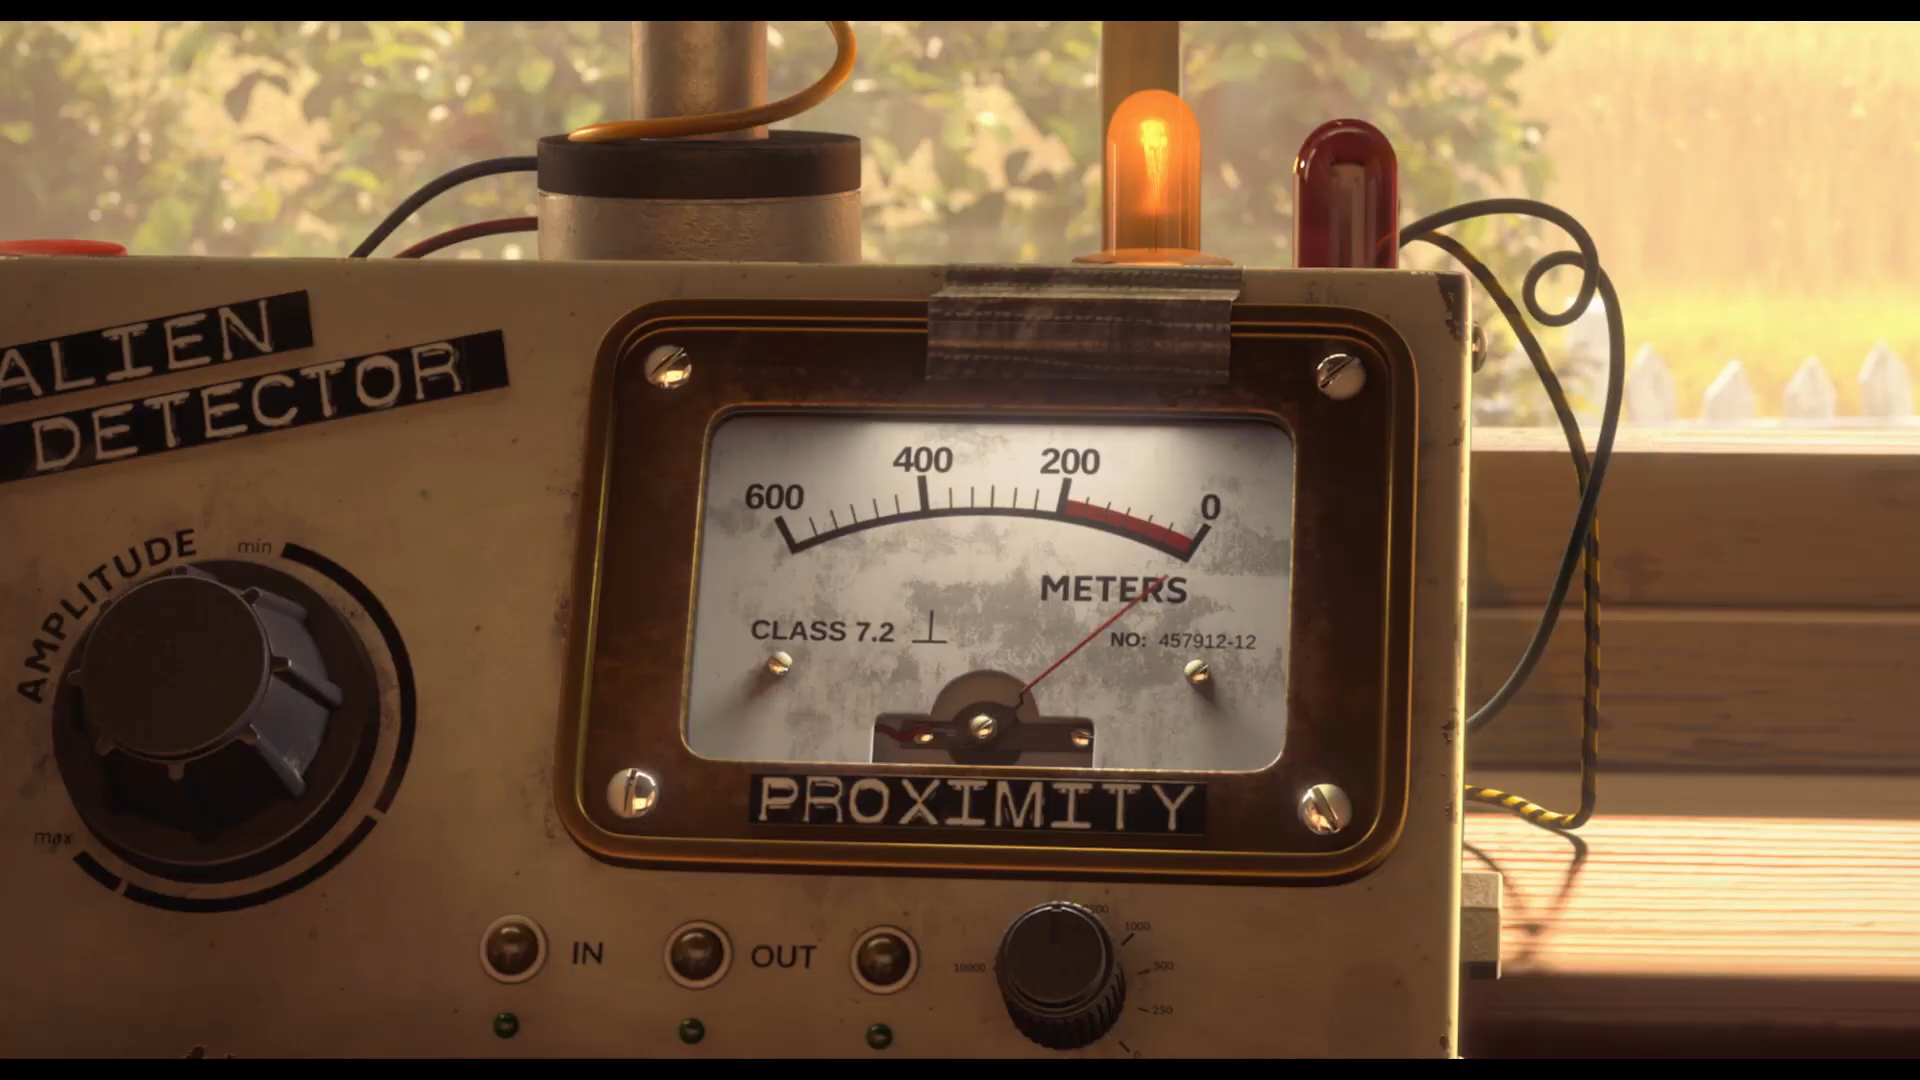 ALIEN
DETECTOR
AMPLITUDE
min
max
600
400
200
0
METERS
CLASS 7.2
NO: 457912-12
PROXIMITY
IN
OUT
1000
10000
500
250